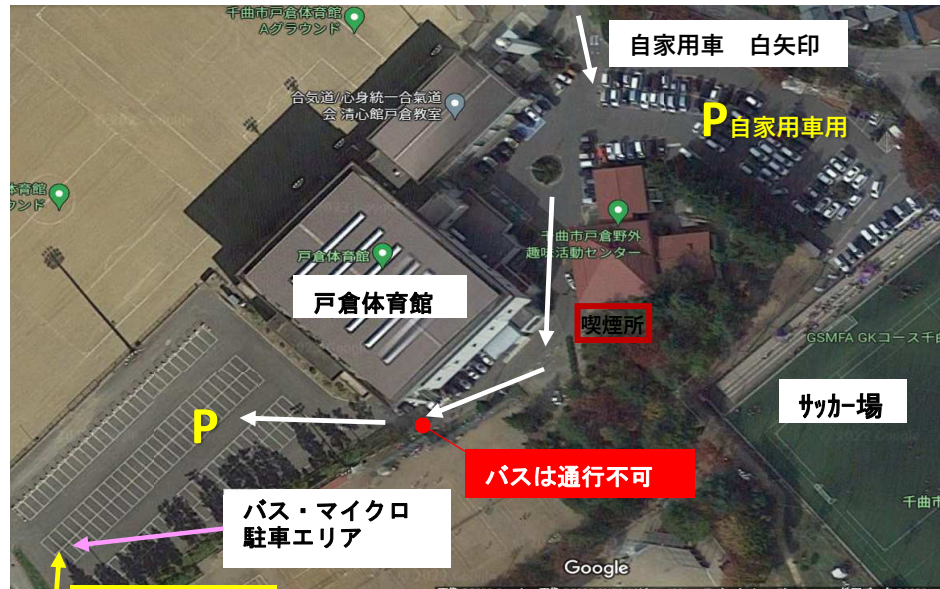 千曲市戸倉体育館
Aグラウンド
自家用車 白矢印
合気道/心身統一合氣道
会 清心館戸倉教室
P自家用車用
体育館
ウンド
千曲市戸倉野外
趣味活動センター
戸倉体育館
戸倉体育館
喫煙所
GSMFA GKコース千曲
ｻｯｶｰ場
P
バスは通行不可
千曲市
バス・マイクロ
駐車エリア
Google